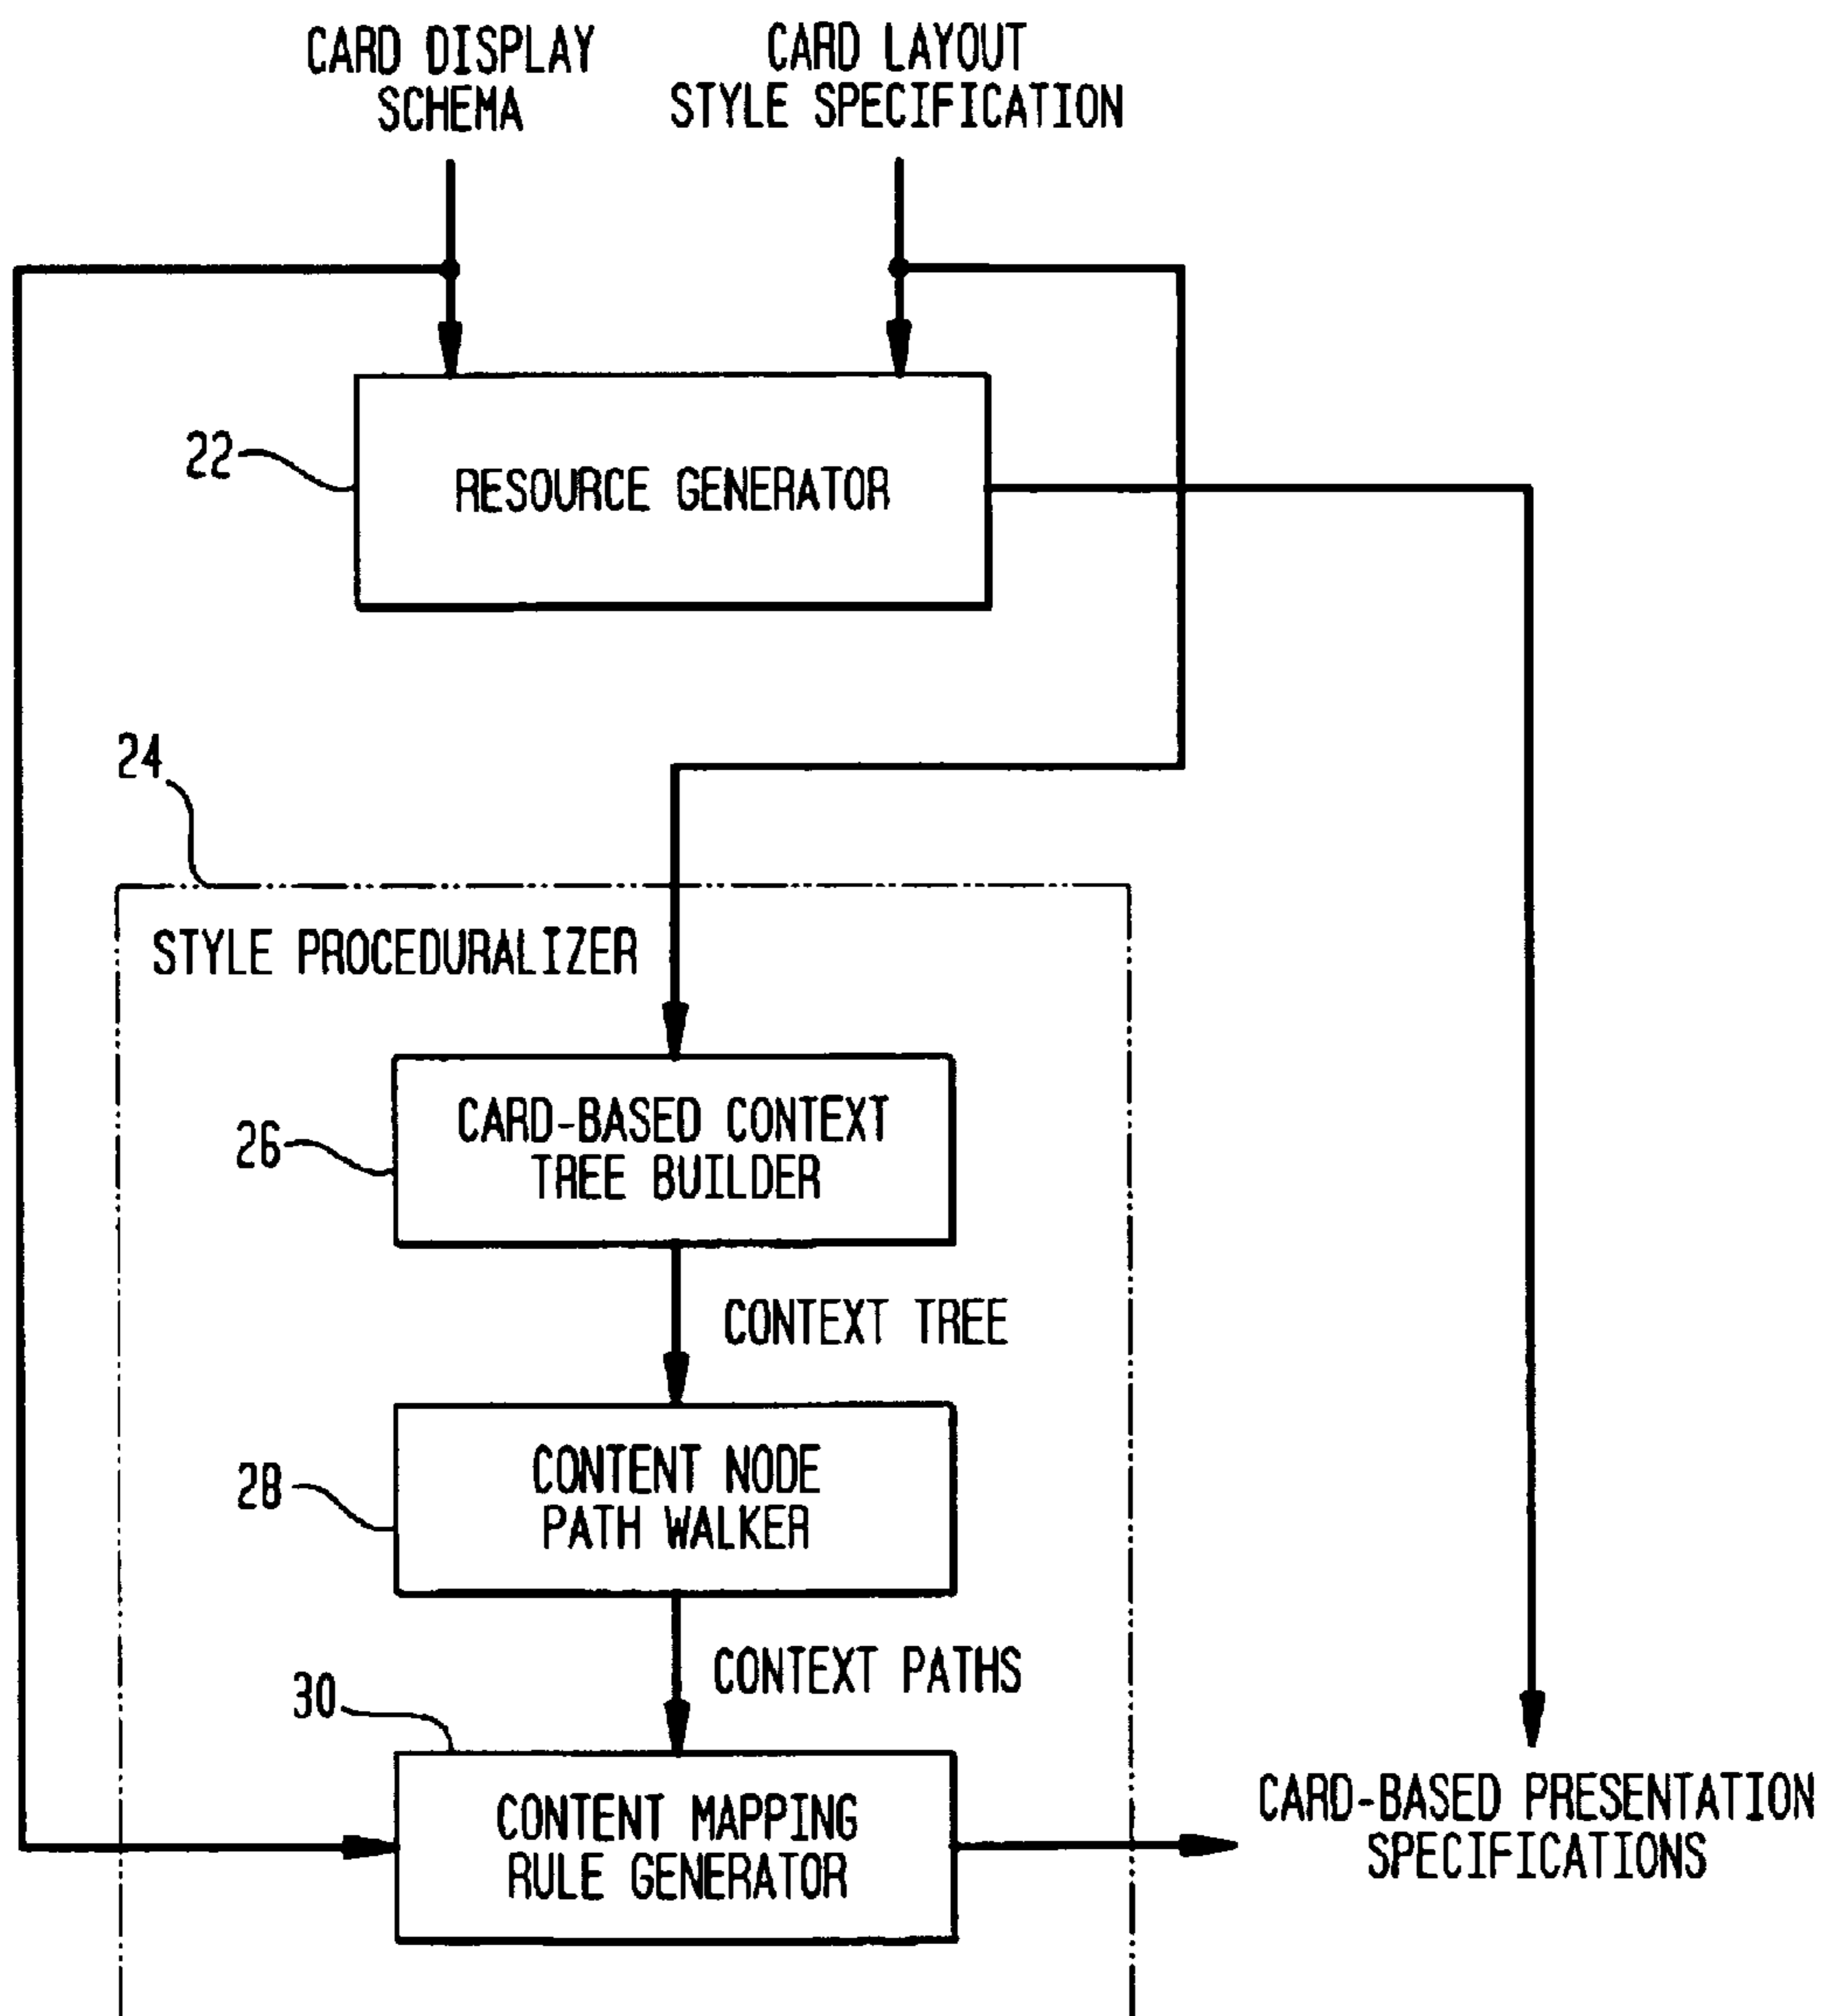 CARD DISPLAY
SCHEMA
CARD LAYOUT
STYLE SPECIFICATION
22
RESOURCE GENERATOR
24
STYLE PROCEDURALIZER
26
CARD-BASED CONTEXT
TREE BUILDER
CONTEXT TREE
28
CONTENT NODE
PATH WALKER
CONTEXT PATHS
30
CONTENT MAPPING
RULE GENERATOR
CARD-BASED PRESENTATION
SPECIFICATIONS